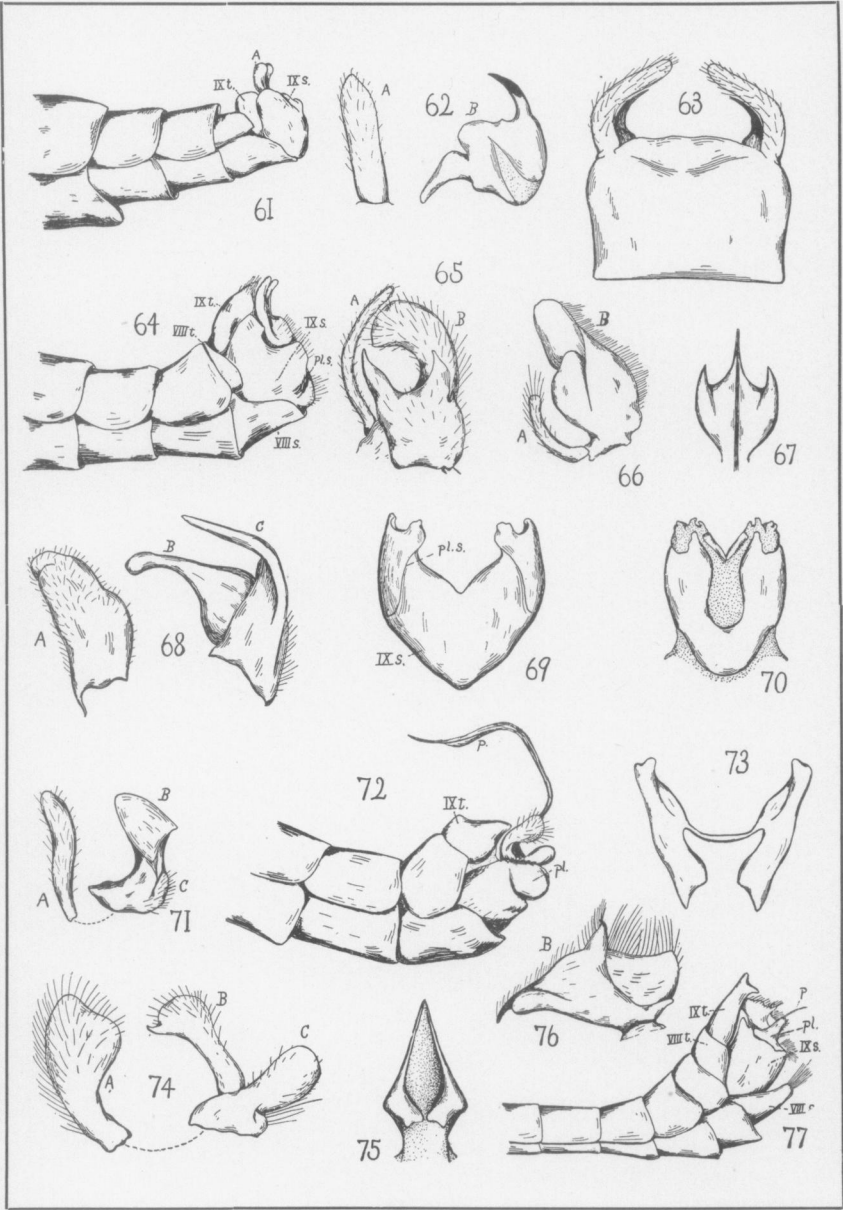 A
IX t.
IX s.
61
A
62
B
63
64
IX t.
VIII t.
IX s.
pl.s.
VIII s.
65
A
B
B
A
66
67
A
B
C
68
pl.s.
IX s.
69
70
A
B
C
71
72
p.
IX t.
pl.
73
A
B
C
74
75
B
76
IX t.
VIII t.
p
pl.
IX s.
77